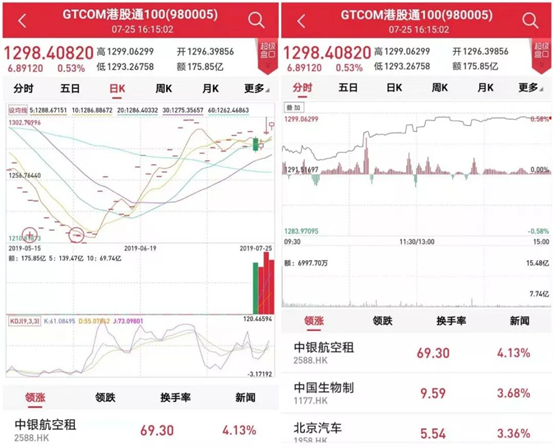 GTCOM港股通100(980005)
07-25 16:15:02
1298.40820
6.89120 0.53%
高1299.06299 开1296.39856
低1293.26758 额175.85亿
超级盘口
分时 五日 日K 周K 月K 更多
设均线 5:1288.67151 10:1286.88672 20:1286.40332 30:1275.35657 60:1262.46863
1302.70996
1256.76440
2019-05-15 2019-06-19 2019-07-25
额: 175.85亿 5: 139.47亿 10: 69.74亿
KDJ(9,3,3) K:61.08495 J:73.09801
120.46594
-3.17192
领涨 领跌 换手率 新闻
中银航空租 69.30 4.13%
2588.HK
GTCOM港股通100(980005)
07-25 16:15:02
1298.40820
6.89120 0.53%
高1299.06299 开1296.39856
低1293.26758 额175.85亿
超级盘口
分时 五日 日K 周K 月K 更多
叠加
1299.06299 0.58%
1291.51697 0.00%
1283.97095 -0.58%
09:30 11:30/13:00 15:00
额: 6997.70万 15.48亿
7.74亿
领涨 领跌 换手率 新闻
中银航空租 69.30 4.13%
2588.HK
中国生物制 9.59 3.68%
1177.HK
北京汽车 5.54 3.36%
1958.HK